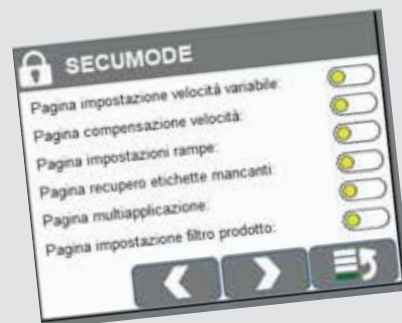 SECUMODE
Pagina impostazione velocità variabile:
Pagina compensazione velocità:
Pagina impostazioni rampe:
Pagina recupero etichette mancanti:
Pagina multiapplicazione:
Pagina impostazione filtro prodotto: